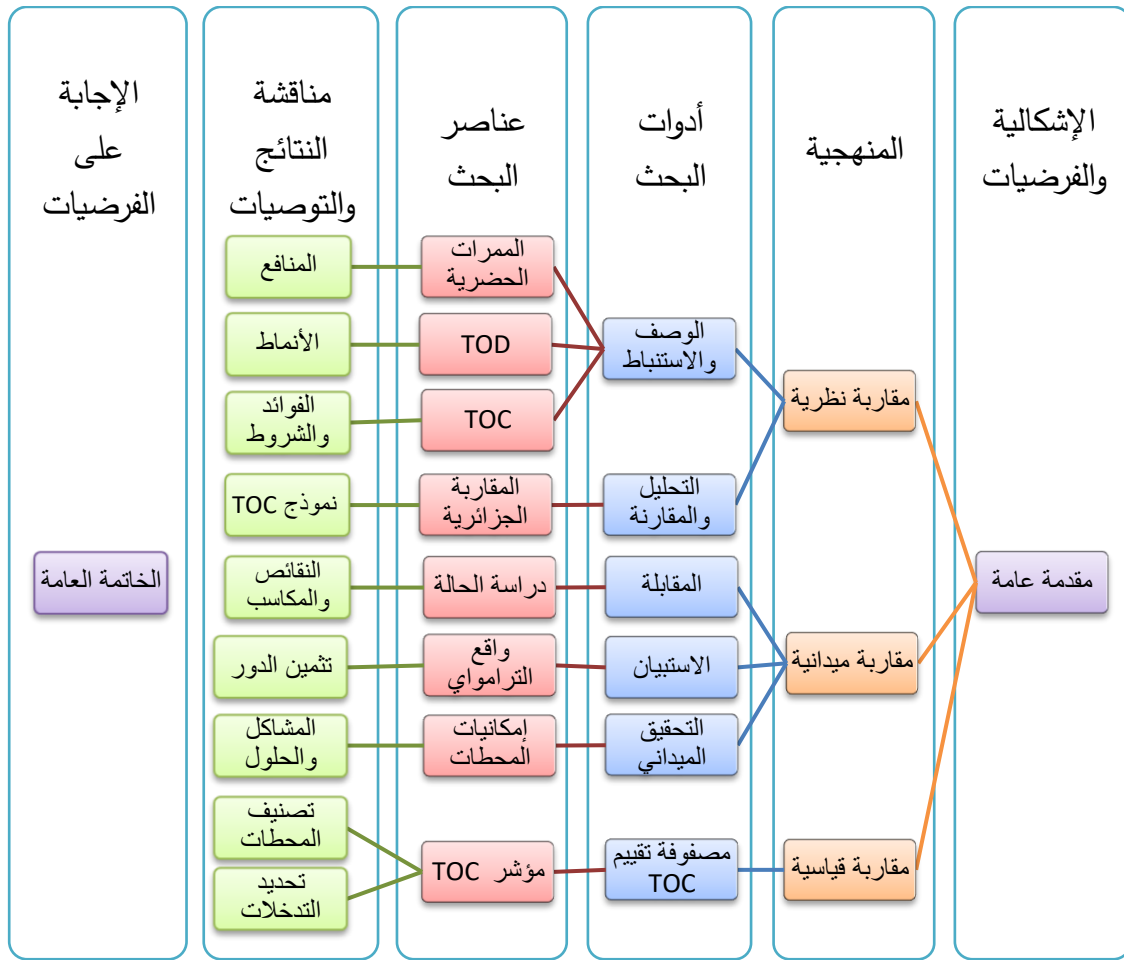 الإشكالية
والفرضيات
مقدمة عامة
المنهجية
مقاربة نظرية
مقاربة ميدانية
مقاربة قياسية
أدوات
البحث
الوصف
والاستنباط
التحليل
والمقارنة
المقابلة
الاستبيان
التحقيق
الميداني
مصفوفة تقييم
TOC
عناصر
البحث
الممرات
الحضرية
TOD
TOC
المقاربة
الجزائرية
دراسة الحالة
واقع
الترامواي
إمكانيات
المحطات
مؤشر TOC
مناقشة
النتائج
والتوصيات
المنافع
الأنماط
الفوائد
والشروط
نموذج TOC
النقائص
والمكاسب
تثمين الدور
المشاكل
والحلول
تصنيف
المحطات
تحديد
التدخلات
الإجابة
على
الفرضيات
الخاتمة العامة